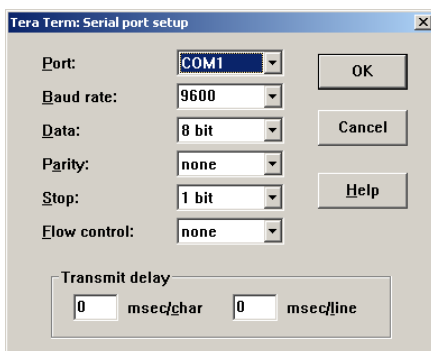 Tera Term: Serial port setup
Port: COM1 OK
Baud rate: 9600
Data: 8 bit Cancel
Parity: none
Stop: 1 bit Help
Flow control: none
Transmit delay
0 msec/char 0 msec/line